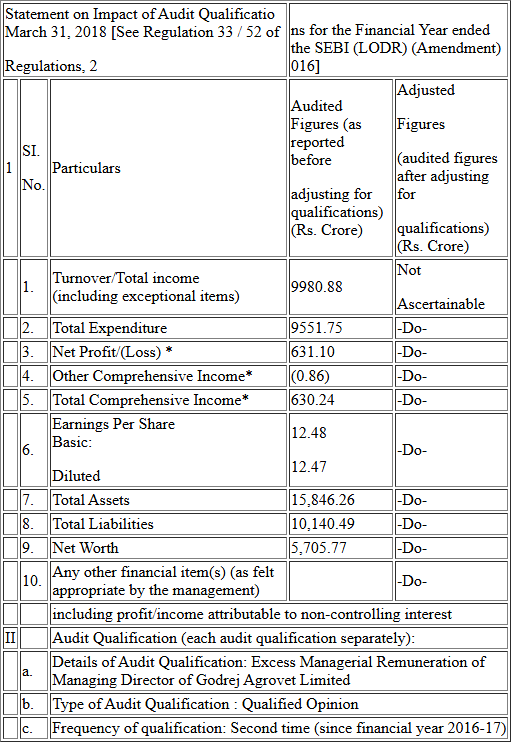 Statement on Impact of Audit Qualificatio
March 31, 2018 [See Regulation 33 / 52 of
Regulations, 2
ns for the Financial Year ended
the SEBI (LODR) (Amendment)
016]
1
SI.
No.
Particulars
Audited
Figures (as
reported
before
adjusting for
qualifications)
(Rs. Crore)
Adjusted
Figures
(audited figures
after adjusting
for
qualifications)
(Rs. Crore)
1.
Turnover/Total income
(including exceptional items)
9980.88
Not
Ascertainable
2.
Total Expenditure
9551.75
-Do-
3.
Net Profit/(Loss) *
631.10
-Do-
4.
Other Comprehensive Income*
(0.86)
-Do-
5.
Total Comprehensive Income*
630.24
-Do-
6.
Earnings Per Share
Basic:
Diluted
12.48
12.47
-Do-
7.
Total Assets
15,846.26
-Do-
8.
Total Liabilities
10,140.49
-Do-
9.
Net Worth
5,705.77
-Do-
10.
Any other financial item(s) (as felt
appropriate by the management)
-Do-
including profit/income attributable to non-controlling interest
II
Audit Qualification (each audit qualification separately):
a.
Details of Audit Qualification: Excess Managerial Remuneration of
Managing Director of Godrej Agrovet Limited
b.
Type of Audit Qualification : Qualified Opinion
c.
Frequency of qualification: Second time (since financial year 2016-17)